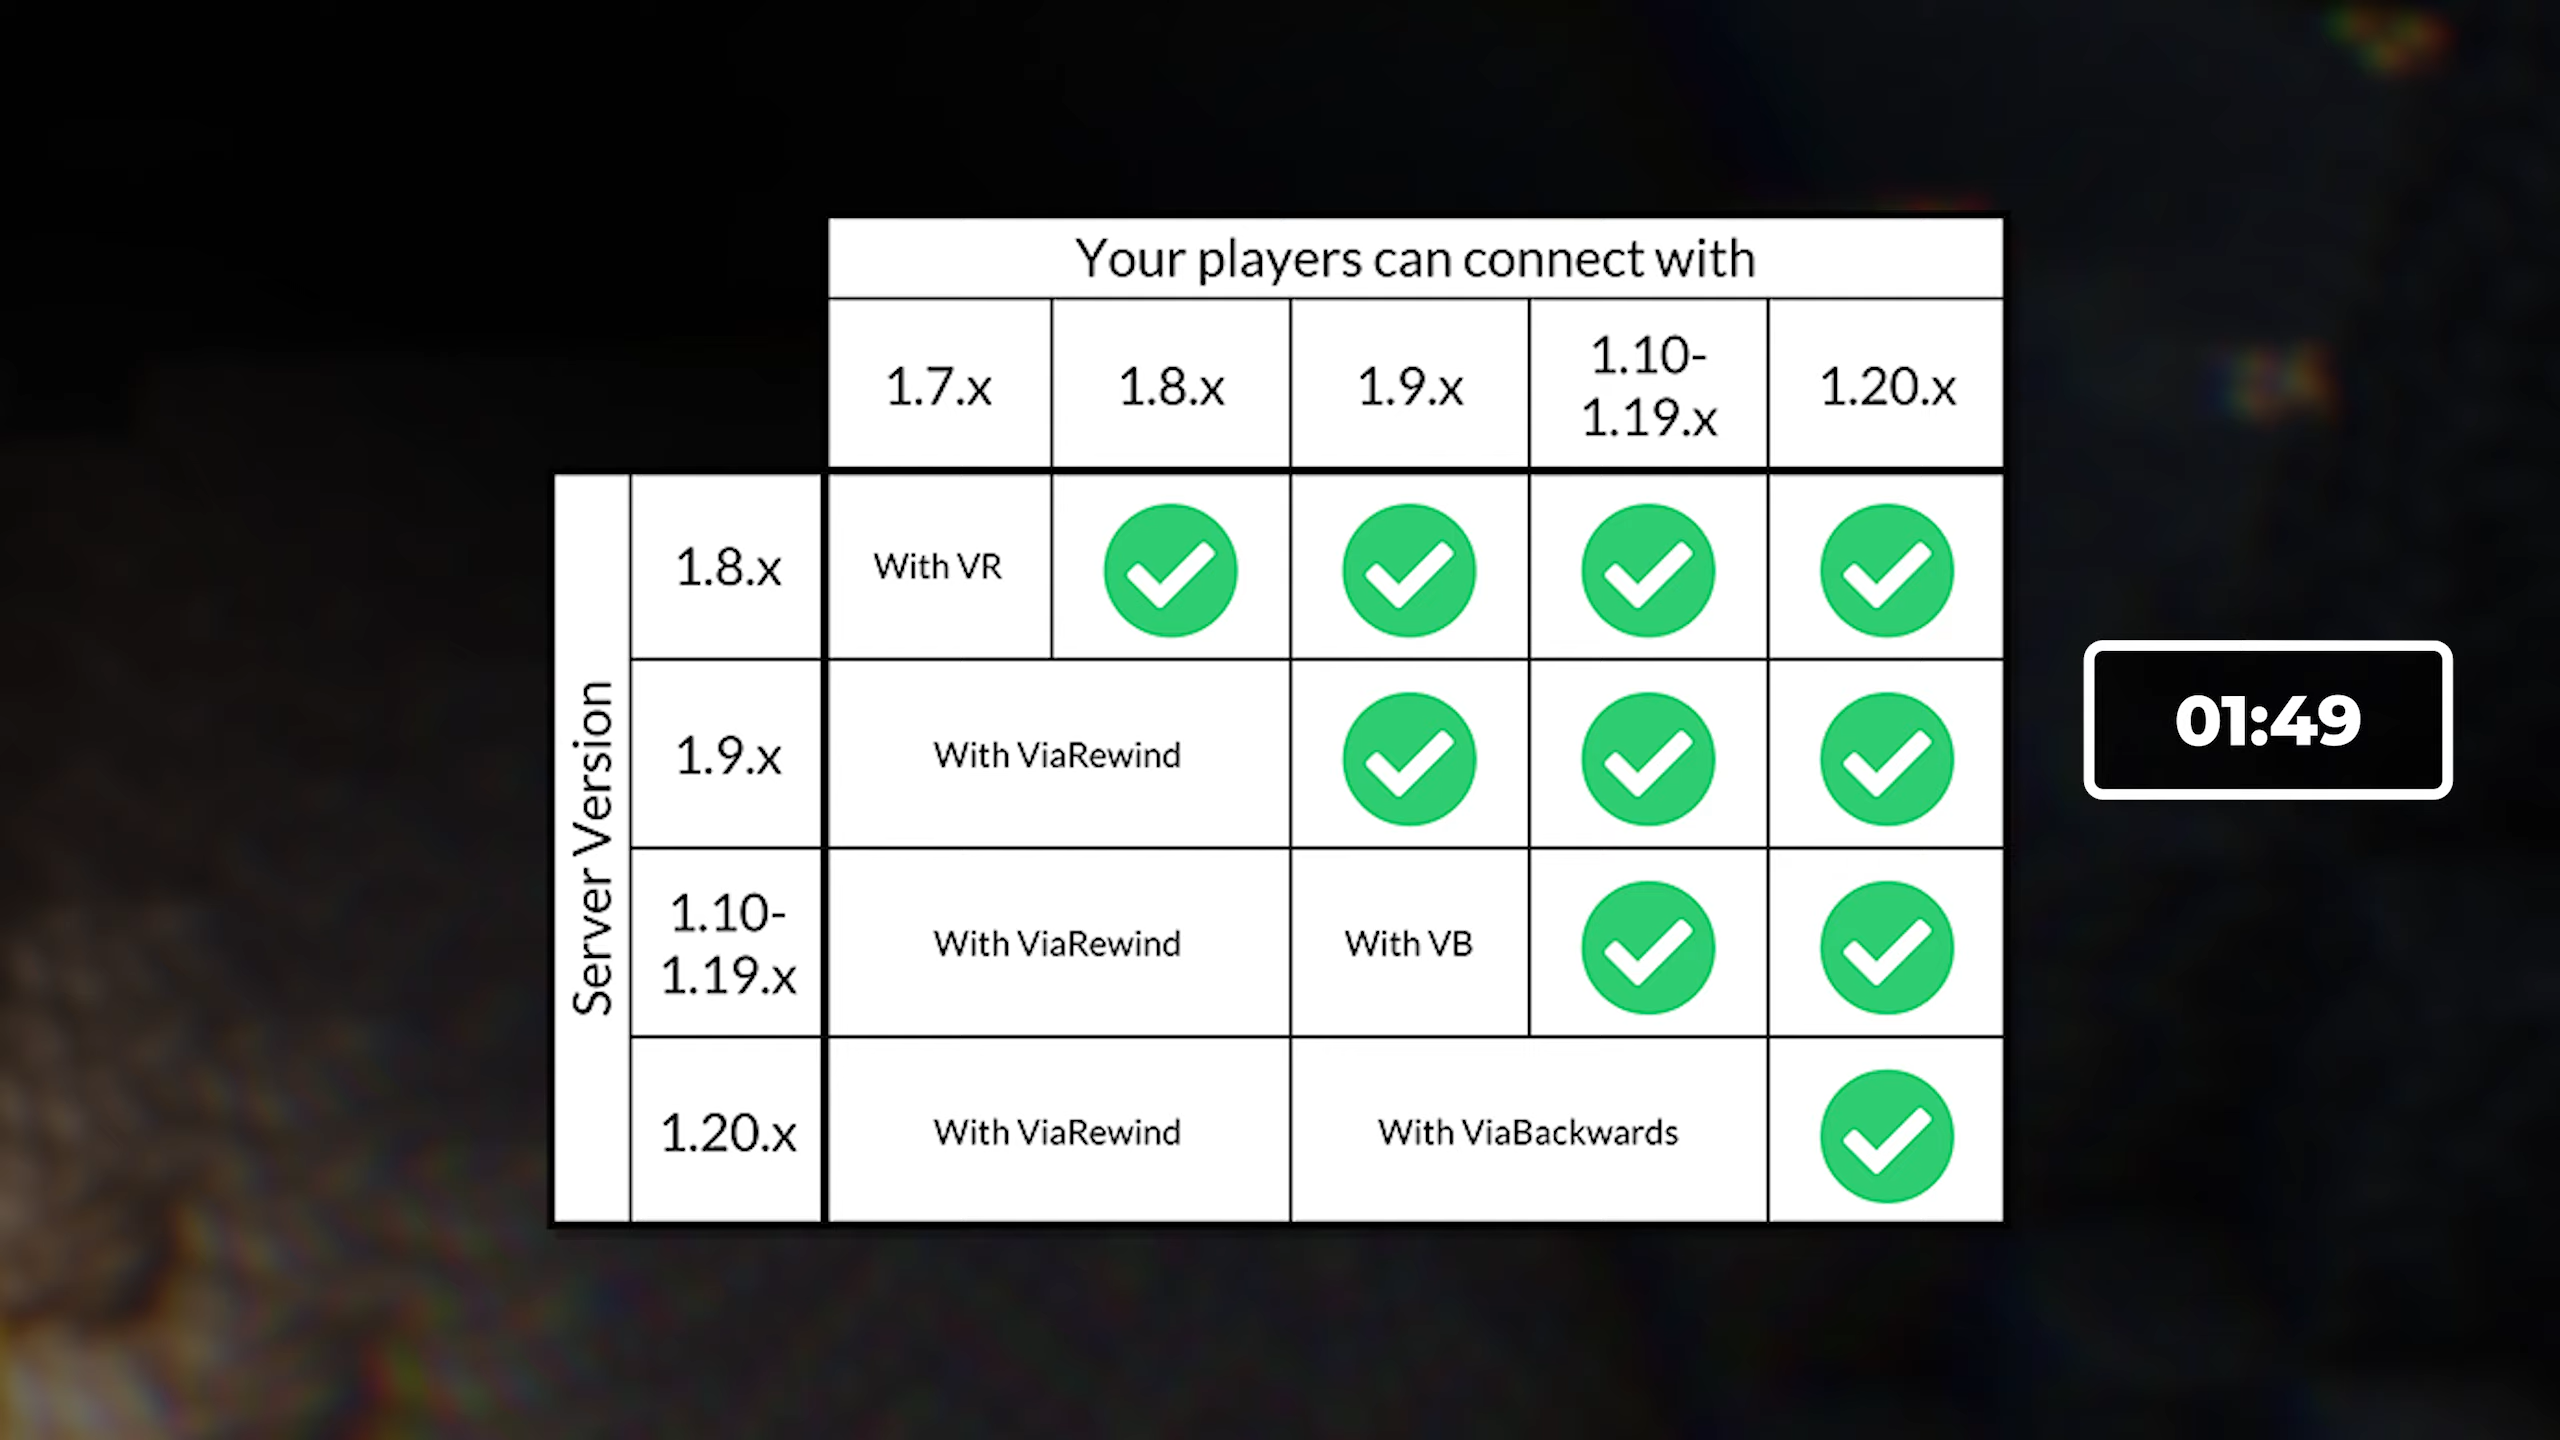 Your players can connect with
1.7.x
1.8.x
1.9.x
1.10-
1.19.x
1.20.x
Server Version
1.8.x
With VR
1.9.x
With ViaRewind
1.10-
1.19.x
With ViaRewind
With VB
1.20.x
With ViaRewind
With ViaBackwards
01:49